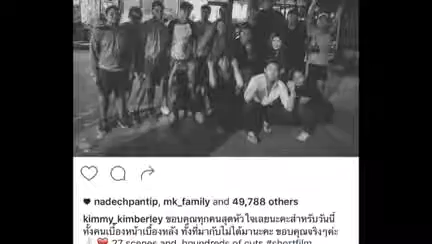 nadechpantip, mk_family and 49,788 others
kimmy_kimberley ขอบคุณทุกคนสุดหัวใจเลยนะคะสำหรับวันนี้
ทั้งคนเบื้องหน้าเบื้องหลัง ทั้งที่มากับไม่ได้มานะคะ ขอบคุณจริงๆค่ะ
27 scenes and houndreds of cuts #shortfilm